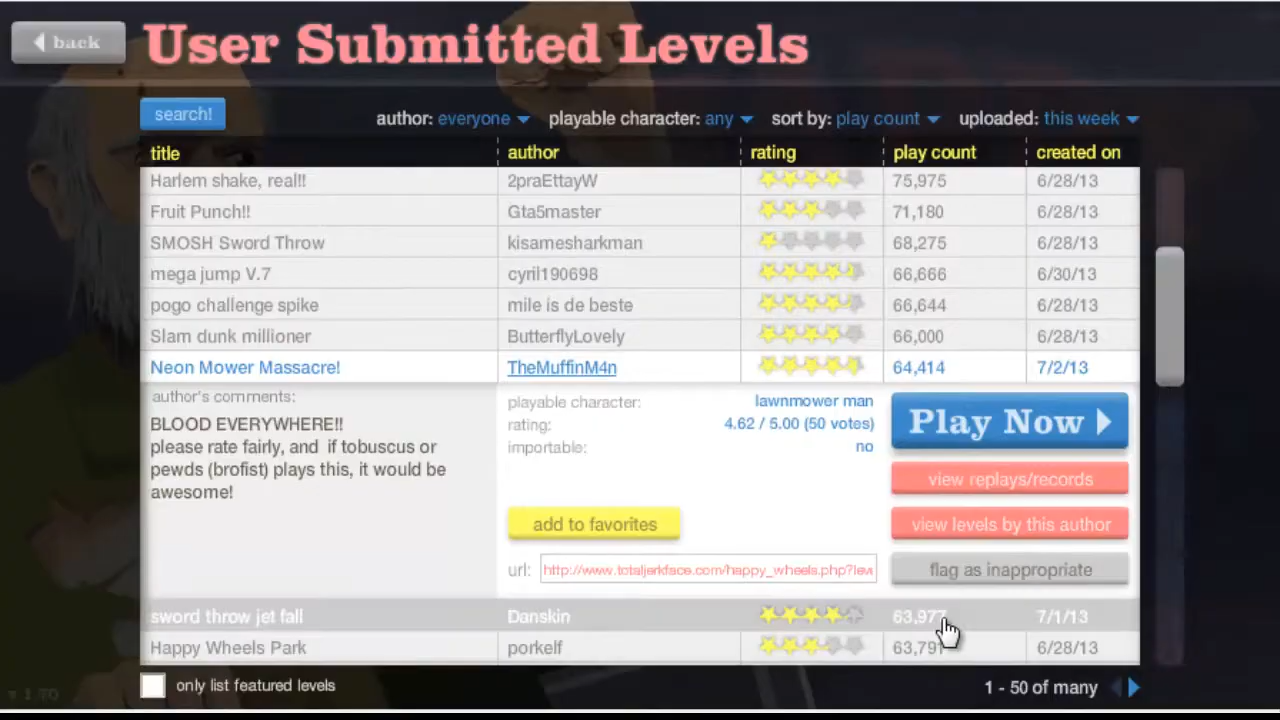 back
User Submitted Levels
search!
author: everyone playable character: any sort by: play count uploaded: this week
title author rating play count created on
Harlem shake, real!! 2praEttayW 75,975 6/28/13
Fruit Punch!! Gta5master 71,180 6/28/13
SMOSH Sword Throw kisamesharkman 68,275 6/28/13
mega jump V.7 cyril190698 66,666 6/30/13
pogo challenge spike mile is de beste 66,644 6/28/13
Slam dunk millioner ButterflyLovely 66,000 6/28/13
Neon Mower Massacre! TheMuffinM4n 64,414 7/2/13
author's comments:
BLOOD EVERYWHERE!!
please rate fairly, and if tobuscus or
pewds (brofist) plays this, it would be
awesome!
playable character: lawnmower man
rating: 4.62 / 5.00 (50 votes)
importable: no
Play Now
view replays/records
add to favorites
view levels by this author
url: http://www.totaljerkface.com/happy_wheels.php?leve
flag as inappropriate
sword throw jet fall Danskin 63,977 7/1/13
Happy Wheels Park porkelf 63,791 6/28/13
only list featured levels
1 - 50 of many
v 1.70